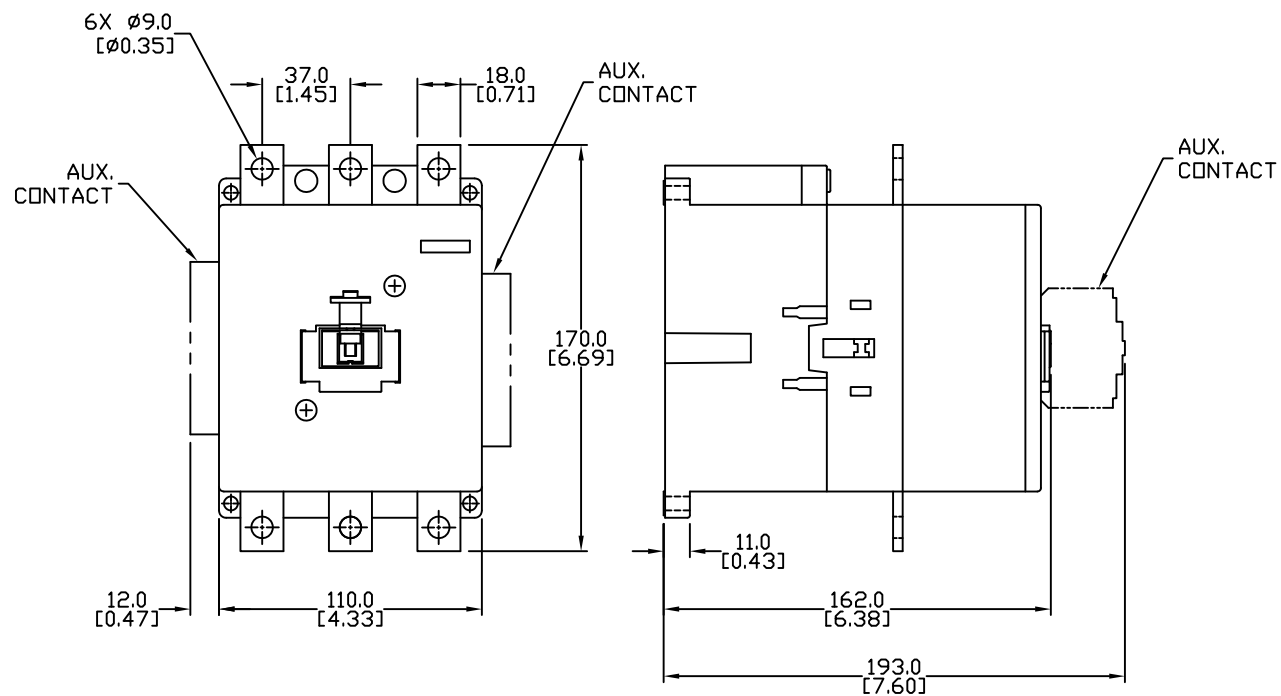 6X Ø9.0
[Ø0.35]
37.0
[1.45]
18.0
[0.71]
AUX.
CONTACT
AUX.
CONTACT
AUX.
CONTACT
170.0
[6.69]
11.0
[0.43]
12.0
[0.47]
110.0
[4.33]
162.0
[6.38]
193.0
[7.60]